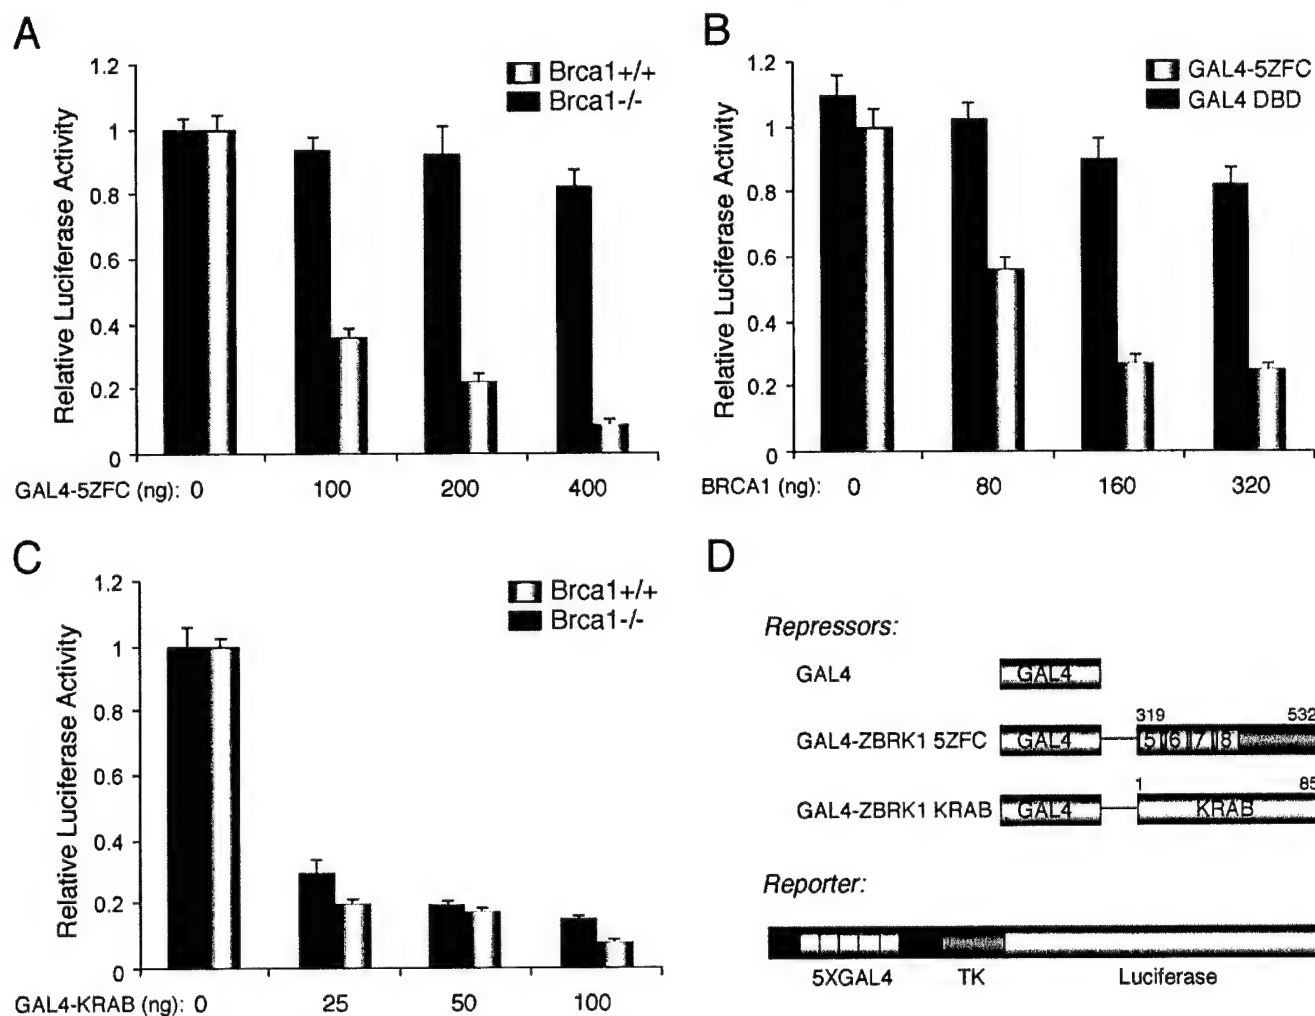 A
Brca1+/+
Brca1-/-
Relative Luciferase Activity
1.2
1
0.8
0.6
0.4
0.2
0
GAL4-5ZFC (ng): 0 100 200 400
B
GAL4-5ZFC
GAL4 DBD
Relative Luciferase Activity
1.2
1
0.8
0.6
0.4
0.2
0
BRCA1 (ng): 0 80 160 320
C
Brca1+/+
Brca1-/-
Relative Luciferase Activity
1.2
1
0.8
0.6
0.4
0.2
0
GAL4-KRAB (ng): 0 25 50 100
D
Repressors:
GAL4 GAL4
319 532
GAL4-ZBRK1 5ZFC GAL4 5 6 7 8
1 85
GAL4-ZBRK1 KRAB GAL4 KRAB
Reporter:
5XGAL4 TK Luciferase